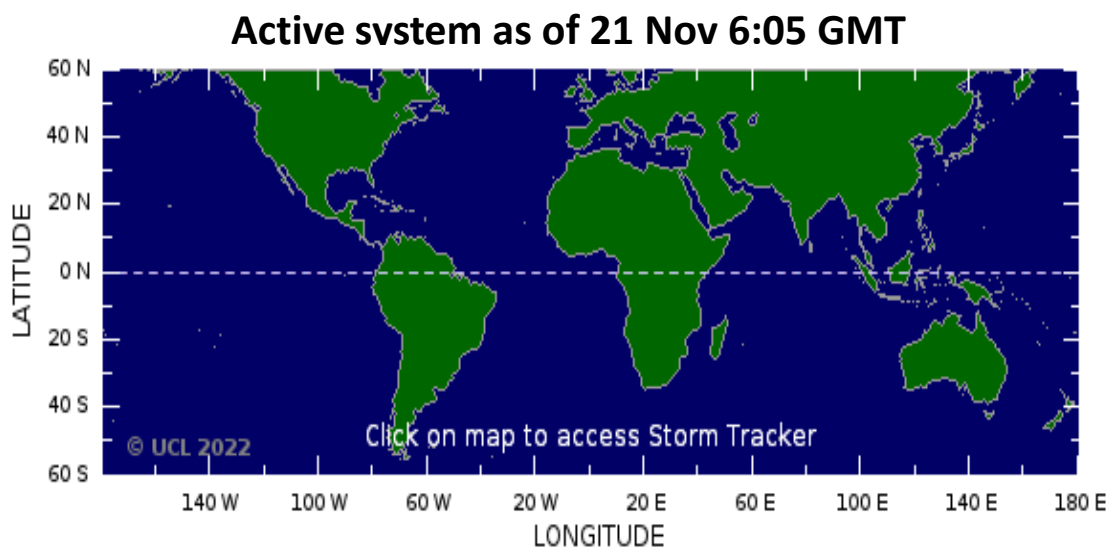 Active system as of 21 Nov 6:05 GMT
60 N
40 N
20 N
0 N
20 S
40 S
60 S
LATITUDE
Click on map to access Storm Tracker
© UCL 2022
140 W 100 W 60 W 20 W 20 E 60 E 100 E 140 E 180 E
LONGITUDE